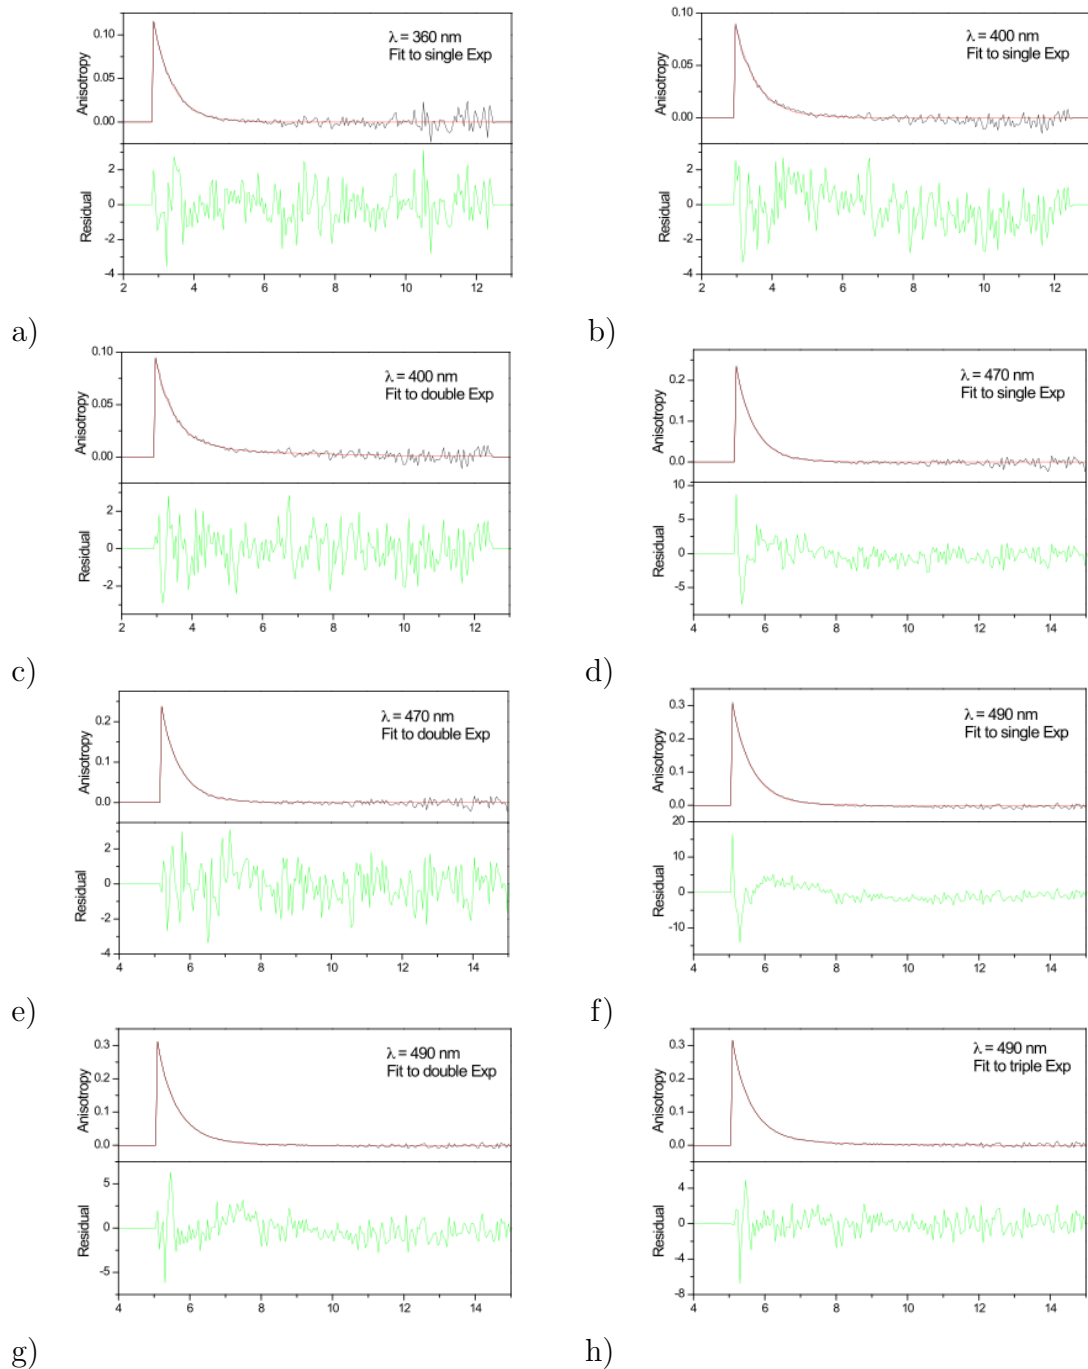 λ = 360 nm
Fit to single Exp
Anisotropy
0.10
0.05
0.00
Residual
2
0
-2
-4
2 4 6 8 10 12
a)
λ = 400 nm
Fit to single Exp
Anisotropy
0.10
0.05
0.00
Residual
2
0
-2
-4
2 4 6 8 10 12
b)
λ = 400 nm
Fit to double Exp
Anisotropy
0.10
0.05
0.00
Residual
2
0
-2
2 4 6 8 10 12
c)
λ = 470 nm
Fit to single Exp
Anisotropy
0.2
0.1
0.0
Residual
10
5
0
-5
4 6 8 10 12 14
d)
λ = 470 nm
Fit to double Exp
Anisotropy
0.2
0.1
0.0
Residual
2
0
-2
-4
4 6 8 10 12 14
e)
λ = 490 nm
Fit to single Exp
Anisotropy
0.3
0.2
0.1
0.0
Residual
20
10
0
-10
4 6 8 10 12 14
f)
λ = 490 nm
Fit to double Exp
Anisotropy
0.3
0.2
0.1
0.0
Residual
5
0
-5
4 6 8 10 12 14
g)
λ = 490 nm
Fit to triple Exp
Anisotropy
0.3
0.2
0.1
0.0
Residual
4
0
-4
-8
4 6 8 10 12 14
h)